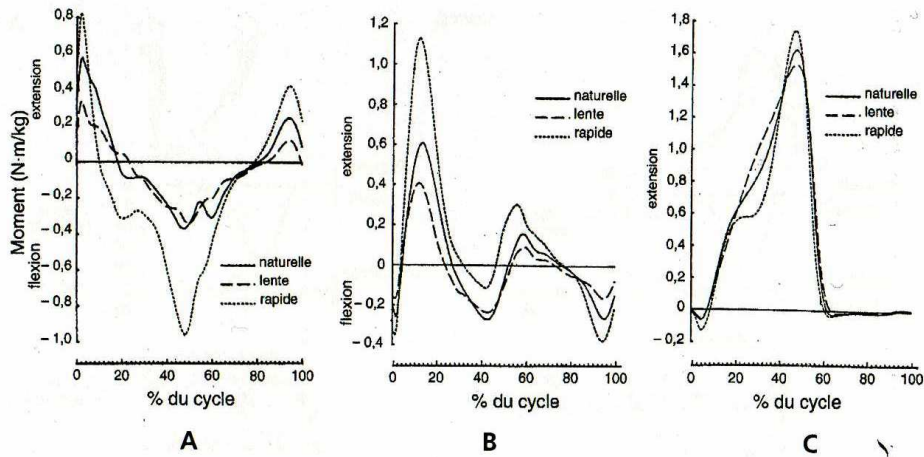 Moment (N·m/kg)
flexion
extension
0,8
0,6
0,4
0,2
0
– 0,2
– 0,4
– 0,6
– 0,8
– 1,0
naturelle
lente
rapide
0 20 40 60 80 100
% du cycle
A
flexion
extension
1,2
1,0
0,8
0,6
0,4
0,2
0
– 0,2
– 0,4
naturelle
lente
rapide
0 20 40 60 80 100
% du cycle
B
extension
1,8
1,6
1,4
1,2
1,0
0,8
0,6
0,4
0,2
0
– 0,2
naturelle
lente
rapide
0 20 40 60 80 100
% du cycle
C